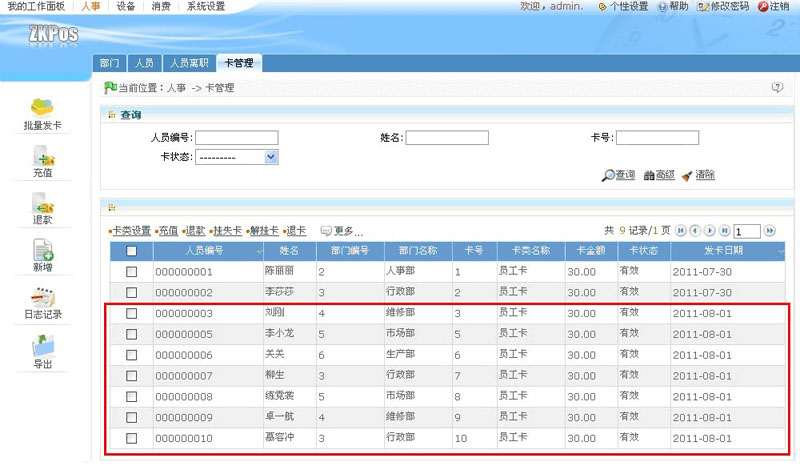 我的工作面板 人事 设备 消费 系统设置 欢迎, admin. 个性设置 帮助 修改密码 注销
ZKPos
部门 人员 人员离职 卡管理
当前位置：人事 -> 卡管理
查询
人员编号: 姓名: 卡号:
卡状态: ---------
查询 高级 清除
批量发卡
充值
退款
新增
日志记录
导出
卡类设置 充值 退款 挂失卡 解挂卡 退卡 更多... 共 9 记录/1 页 1
人员编号 姓名 部门编号 部门名称 卡号 卡类名称 卡金额 卡状态 发卡日期
000000001 陈丽丽 2 人事部 1 员工卡 30.00 有效 2011-07-30
000000002 李莎莎 3 行政部 2 员工卡 30.00 有效 2011-07-30
000000003 刘刚 4 维修部 3 员工卡 30.00 有效 2011-08-01
000000005 李小龙 5 市场部 5 员工卡 30.00 有效 2011-08-01
000000006 关关 6 生产部 6 员工卡 30.00 有效 2011-08-01
000000007 柳生 3 行政部 7 员工卡 30.00 有效 2011-08-01
000000008 练霓裳 5 市场部 8 员工卡 30.00 有效 2011-08-01
000000009 卓一航 4 维修部 9 员工卡 30.00 有效 2011-08-01
000000010 慕容冲 3 行政部 10 员工卡 30.00 有效 2011-08-01